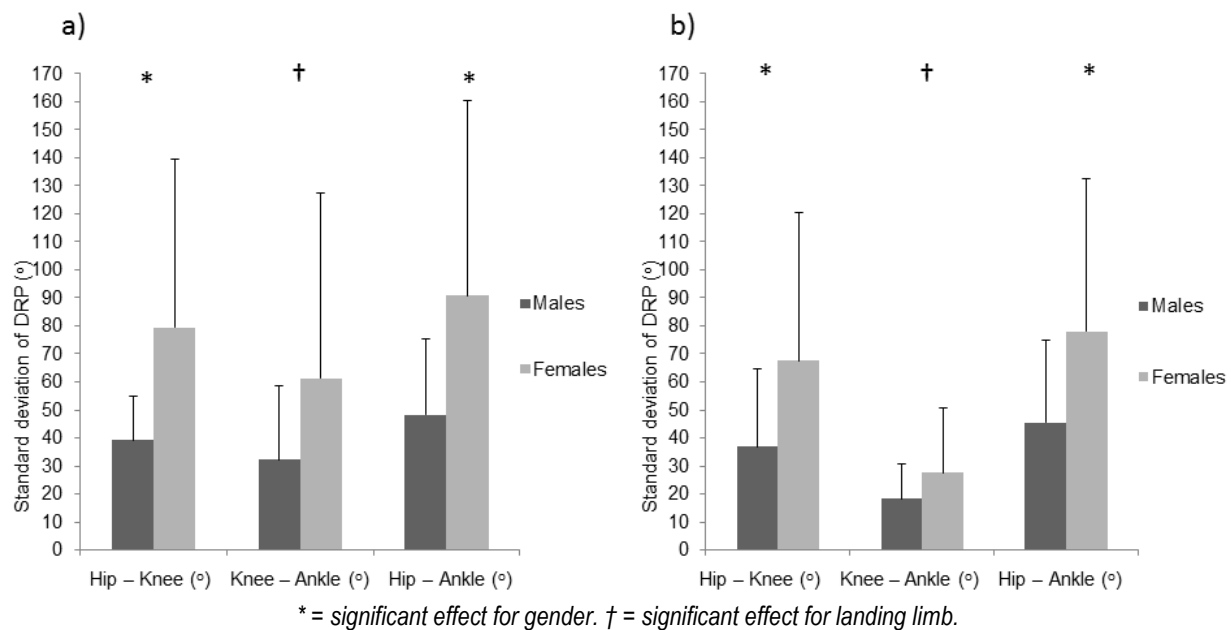 a)
* † *
170
160
150
140
130
120
110
100
90
80
70
60
50
40
30
20
10
0
Standard deviation of DRP (º)
Males
Females
Hip – Knee (º) Knee – Ankle (º) Hip – Ankle (º)
b)
* † *
170
160
150
140
130
120
110
100
90
80
70
60
50
40
30
20
10
0
Standard deviation of DRP (º)
Males
Females
Hip – Knee (º) Knee – Ankle (º) Hip – Ankle (º)
* = significant effect for gender. † = significant effect for landing limb.